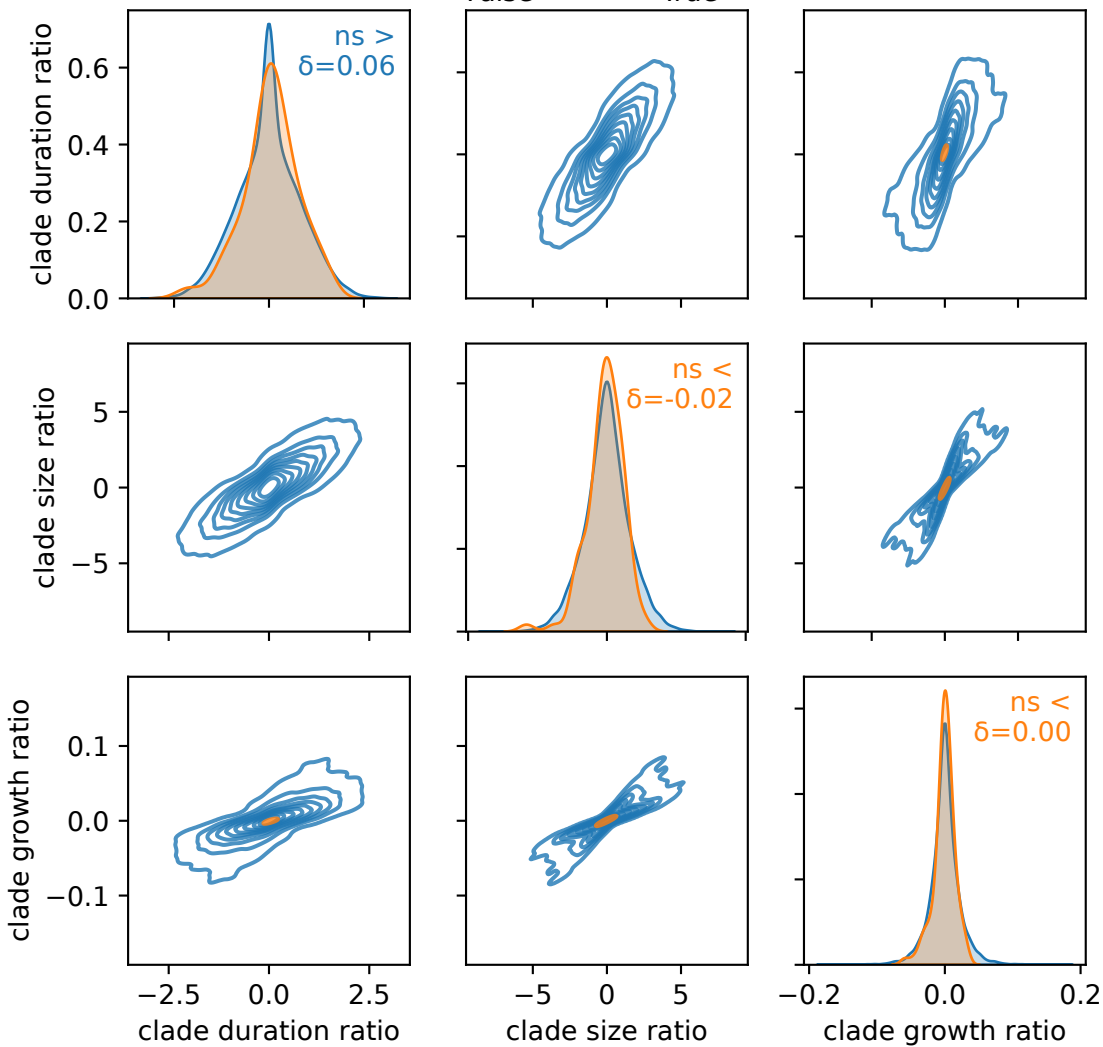 clade duration ratio
0.6
0.4
0.2
0.0
ns >
δ=0.06
clade size ratio
5
0
−5
ns <
δ=-0.02
clade growth ratio
0.1
0.0
−0.1
ns <
δ=0.00
−2.5 0.0 2.5
−5 0 5
−0.2 0.0 0.2
clade duration ratio
clade size ratio
clade growth ratio